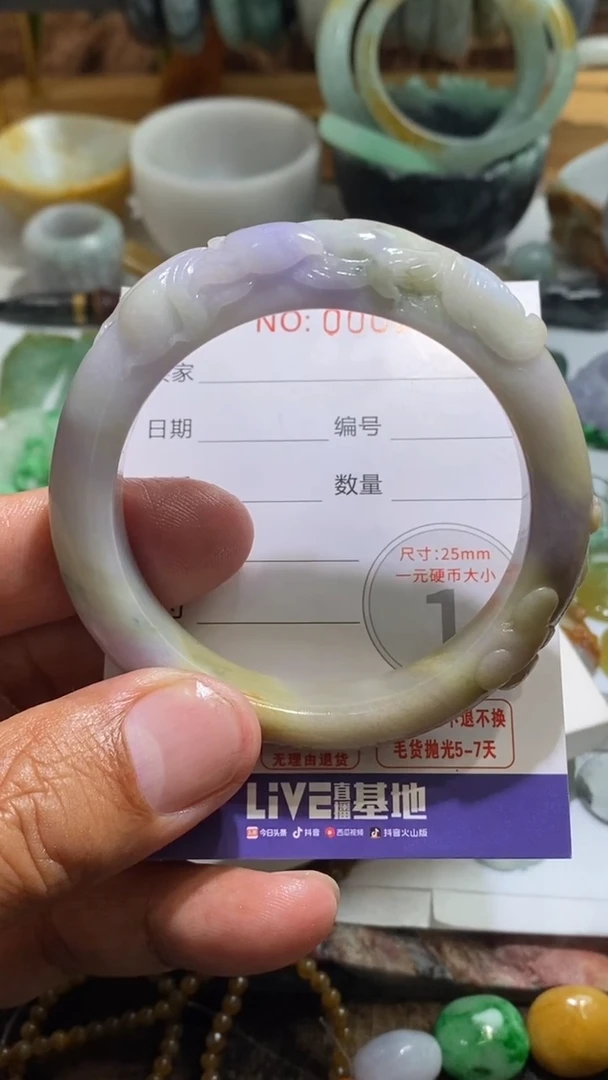 NO: 000
家
日期 编号
数量
尺寸:25mm
一元硬币大小
1
不退不换
无理由退货 毛货抛光5-7天
LiVE直播基地
今日头条 抖音 西瓜视频 抖音火山版